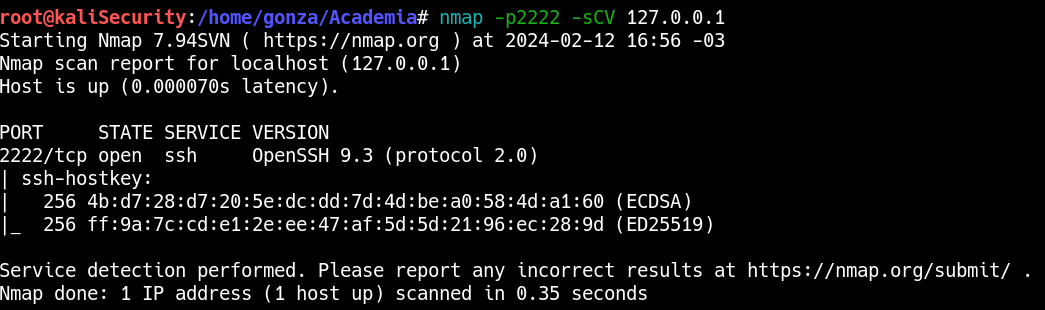 root@kaliSecurity:/home/gonza/Academia# nmap -p2222 -sCV 127.0.0.1
Starting Nmap 7.94SVN ( https://nmap.org ) at 2024-02-12 16:56 -03
Nmap scan report for localhost (127.0.0.1)
Host is up (0.000070s latency).
PORT     STATE SERVICE VERSION
2222/tcp open  ssh     OpenSSH 9.3 (protocol 2.0)
| ssh-hostkey:
|   256 4b:d7:28:d7:20:5e:dc:dd:7d:4d:be:a0:58:4d:a1:60 (ECDSA)
|_  256 ff:9a:7c:cd:e1:2e:ee:47:af:5d:5d:21:96:ec:28:9d (ED25519)
Service detection performed. Please report any incorrect results at https://nmap.org/submit/ .
Nmap done: 1 IP address (1 host up) scanned in 0.35 seconds